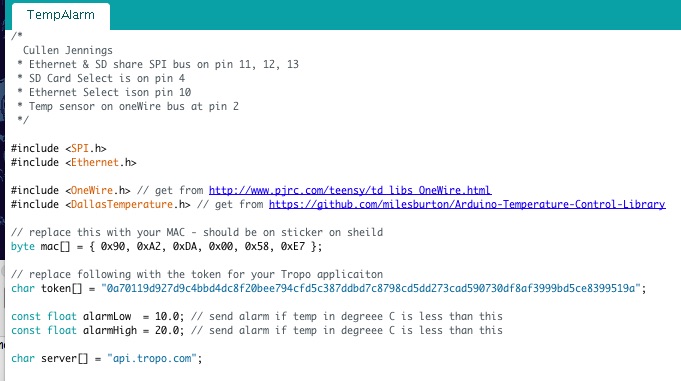 TempAlarm
/*
Cullen Jennings
* Ethernet & SD share SPI bus on pin 11, 12, 13
* SD Card Select is on pin 4
* Ethernet Select ison pin 10
* Temp sensor on oneWire bus at pin 2
*/
#include <SPI.h>
#include <Ethernet.h>
#include <OneWire.h> // get from http://www.pjrc.com/teensy/td_libs_OneWire.html
#include <DallasTemperature.h> // get from https://github.com/milesburton/Arduino-Temperature-Control-Library
// replace this with your MAC - should be on sticker on sheild
byte mac[] = { 0x90, 0xA2, 0xDA, 0x00, 0x58, 0xE7 };
// replace following with the token for your Tropo applicaiton
char token[] = "0a70119d927d9c4bbd4dc8f20bee794cfd5c387ddbd7c8798cd5dd273cad590730df8af3999bd5ce8399519a";
const float alarmLow  = 10.0; // send alarm if temp in degreee C is less than this
const float alarmHigh = 20.0; // send alarm if temp in degreee C is less than this
char server[] = "api.tropo.com";